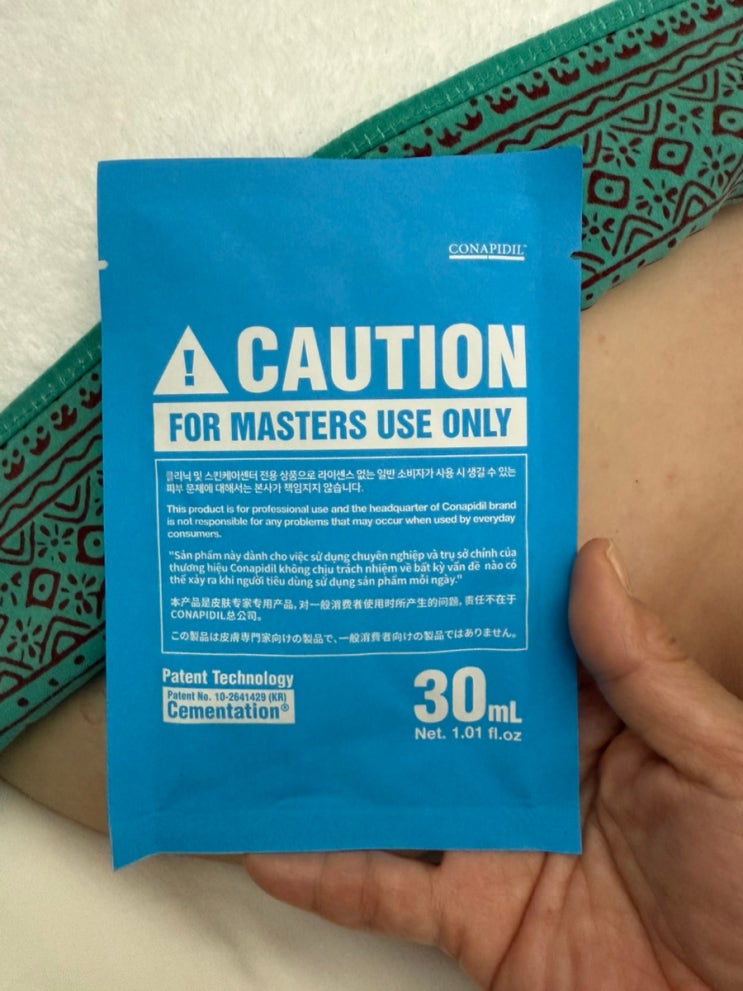 CONAPIDIL™
! CAUTION
FOR MASTERS USE ONLY
클리닉 및 스킨케어센터 전용 상품으로 라이센스 없는 일반 소비자가 사용 시 생길 수 있는
피부 문제에 대해서는 본사가 책임지지 않습니다.
This product is for professional use and the headquarter of Conapidil brand
is not responsible for any problems that may occur when used by everyday
consumers.
"Sản phẩm này dành cho việc sử dụng chuyên nghiệp và trụ sở chính của
thương hiệu Conapidil không chịu trách nhiệm về bất kỳ vấn đề nào có
thể xảy ra khi người tiêu dùng sử dụng sản phẩm mỗi ngày."
本产品是皮肤专家专用产品, 对一般消费者使用时所产生的问题, 责任不在于
CONAPIDIL总公司。
この製品は皮膚専門家向けの製品で、一般消費者向けの製品ではありません。
Patent Technology
Patent No. 10-2641429 (KR)
Cementation®
30mL
Net. 1.01 fl.oz